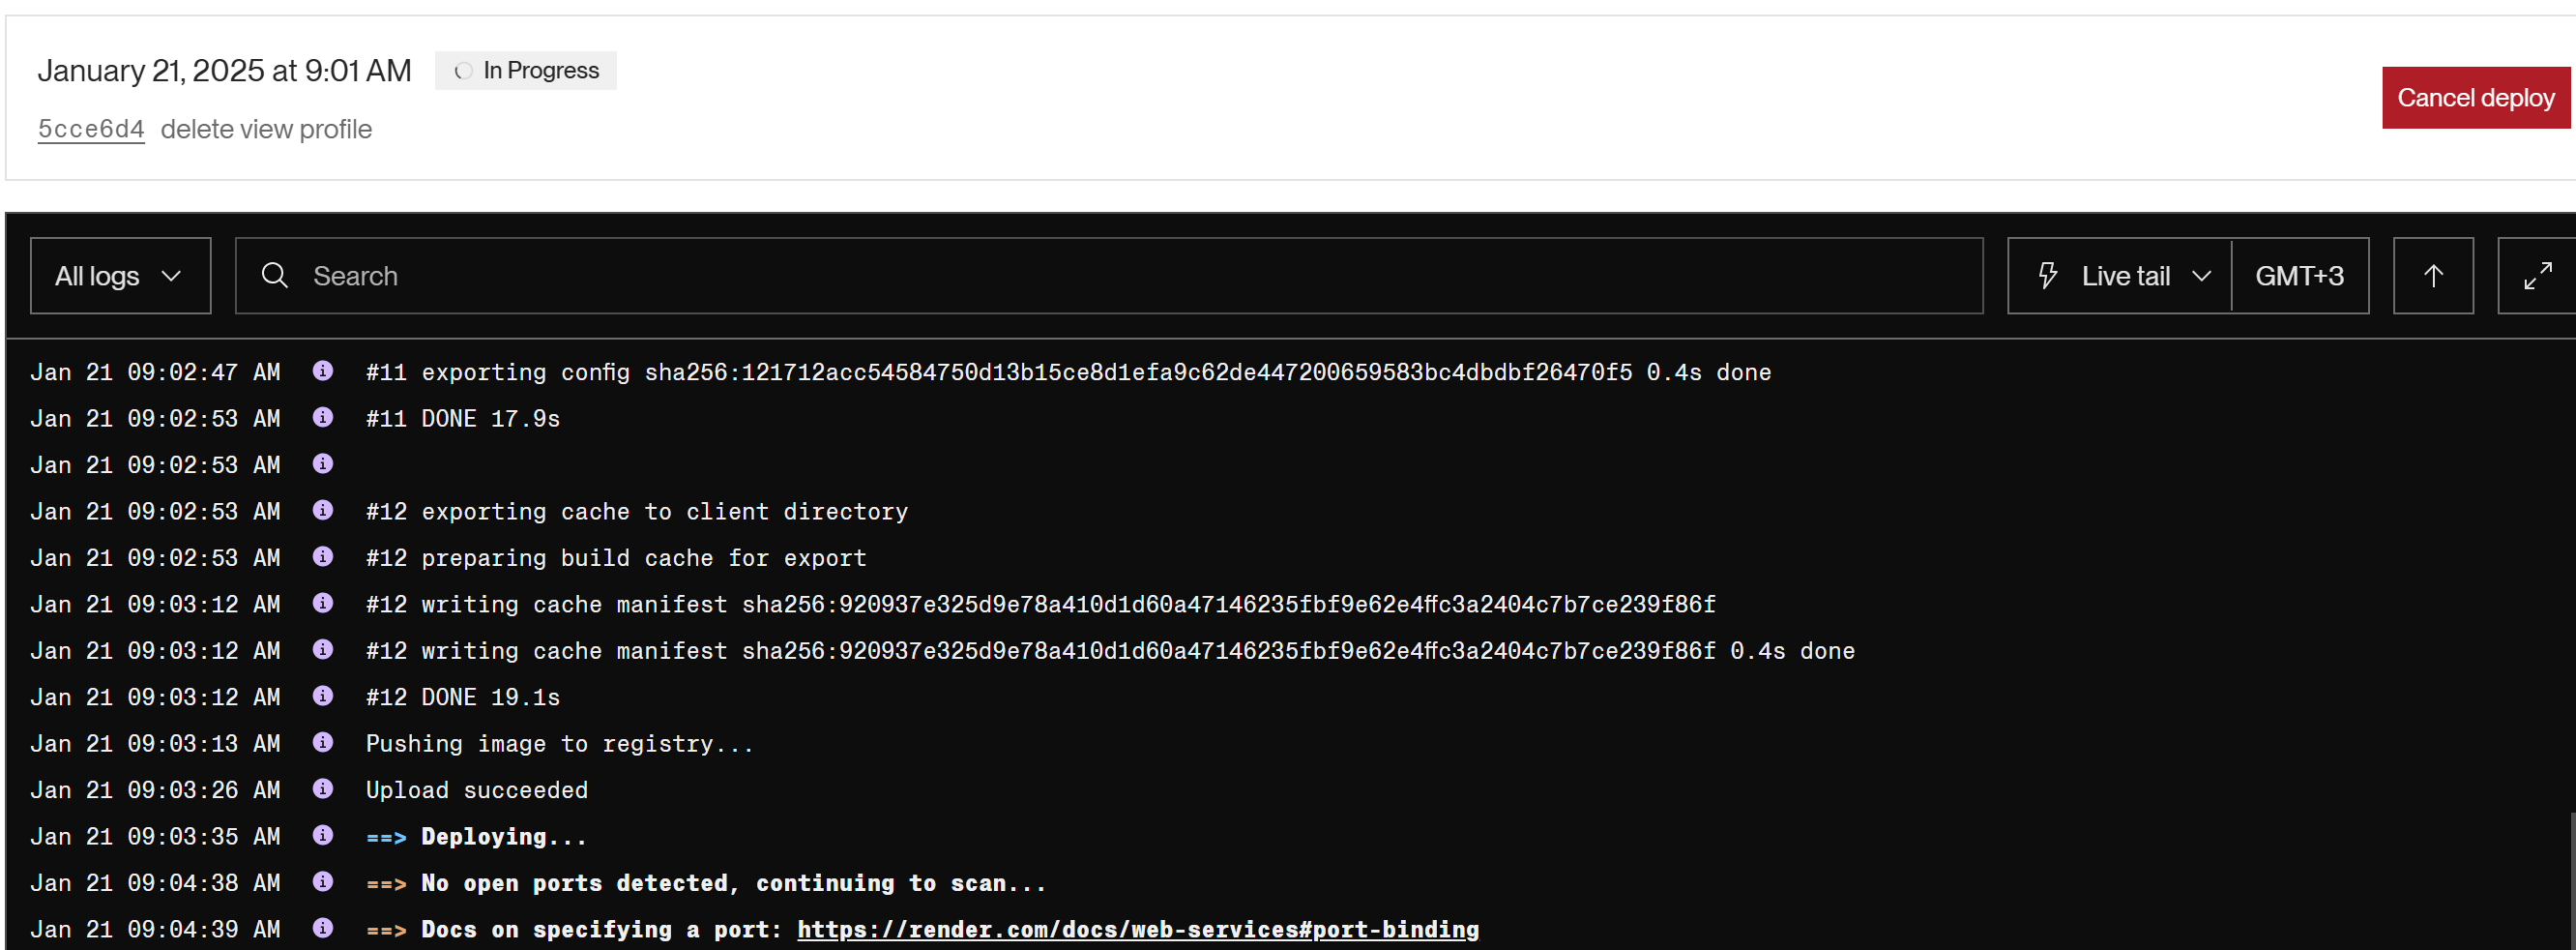 January 21, 2025 at 9:01 AM In Progress
Cancel deploy
5cce6d4 delete view profile
All logs Search Live tail GMT+3
Jan 21 09:02:47 AM #11 exporting config sha256:121712acc54584750d13b15ce8d1efa9c62de447200659583bc4dbdbf26470f5 0.4s done
Jan 21 09:02:53 AM #11 DONE 17.9s
Jan 21 09:02:53 AM
Jan 21 09:02:53 AM #12 exporting cache to client directory
Jan 21 09:02:53 AM #12 preparing build cache for export
Jan 21 09:03:12 AM #12 writing cache manifest sha256:920937e325d9e78a410d1d60a47146235fbf9e62e4ffc3a2404c7b7ce239f86f
Jan 21 09:03:12 AM #12 writing cache manifest sha256:920937e325d9e78a410d1d60a47146235fbf9e62e4ffc3a2404c7b7ce239f86f 0.4s done
Jan 21 09:03:12 AM #12 DONE 19.1s
Jan 21 09:03:13 AM Pushing image to registry...
Jan 21 09:03:26 AM Upload succeeded
Jan 21 09:03:35 AM ==> Deploying...
Jan 21 09:04:38 AM ==> No open ports detected, continuing to scan...
Jan 21 09:04:39 AM ==> Docs on specifying a port: https://render.com/docs/web-services#port-binding